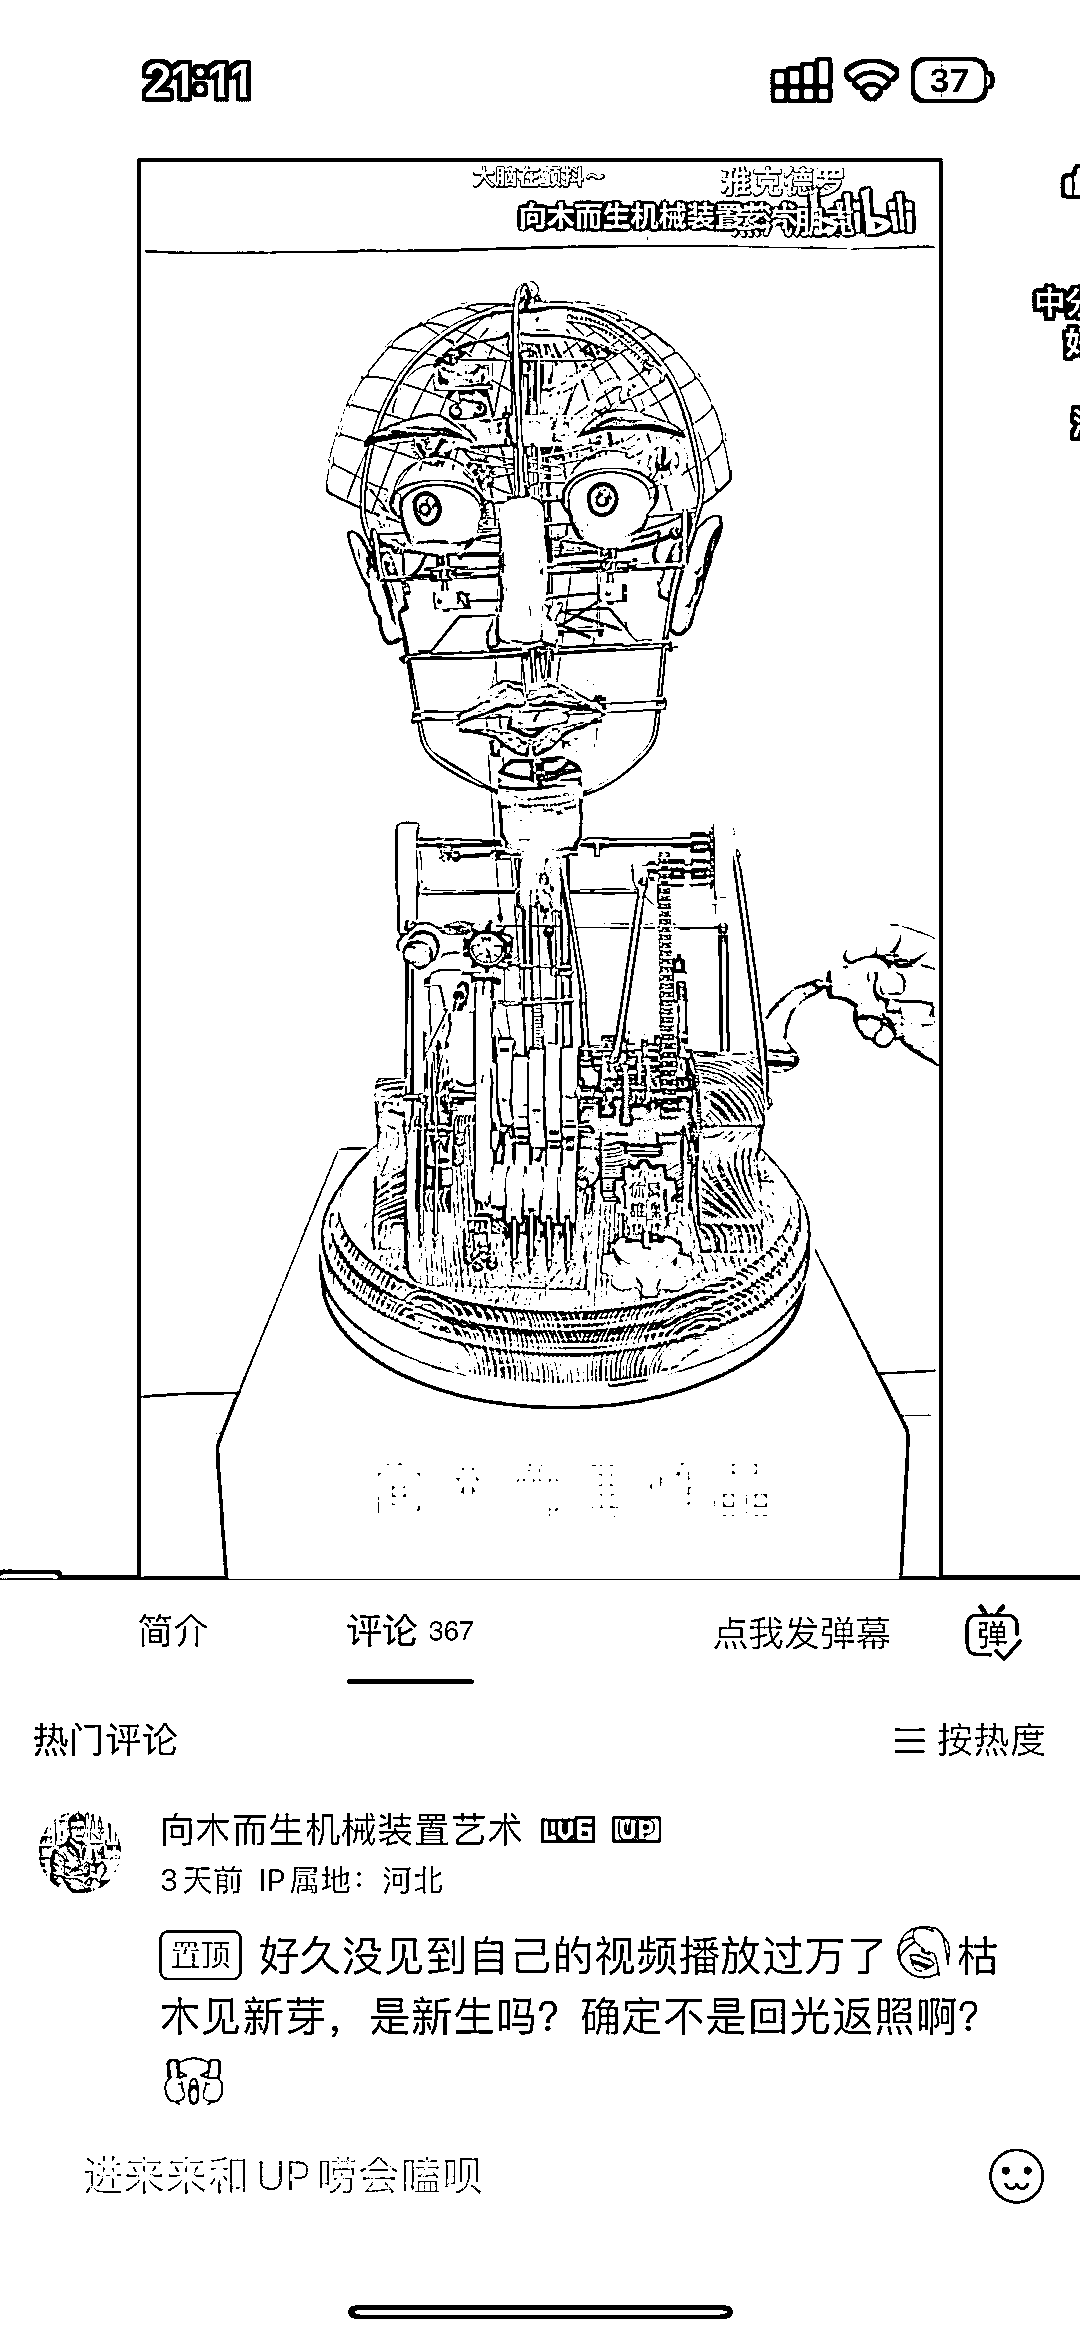 21:11
37
大脑在颤抖~
雅克德罗
向木而生机械装置艺术
bilibili
简介
评论 367
点我发弹幕
弹
热门评论
按热度
向木而生机械装置艺术 LV6 UP
3天前 IP属地：河北
置顶 好久没见到自己的视频播放过万了 枯
木见新芽，是新生吗？确定不是回光返照啊？
进来来和 UP 唠会嗑呗